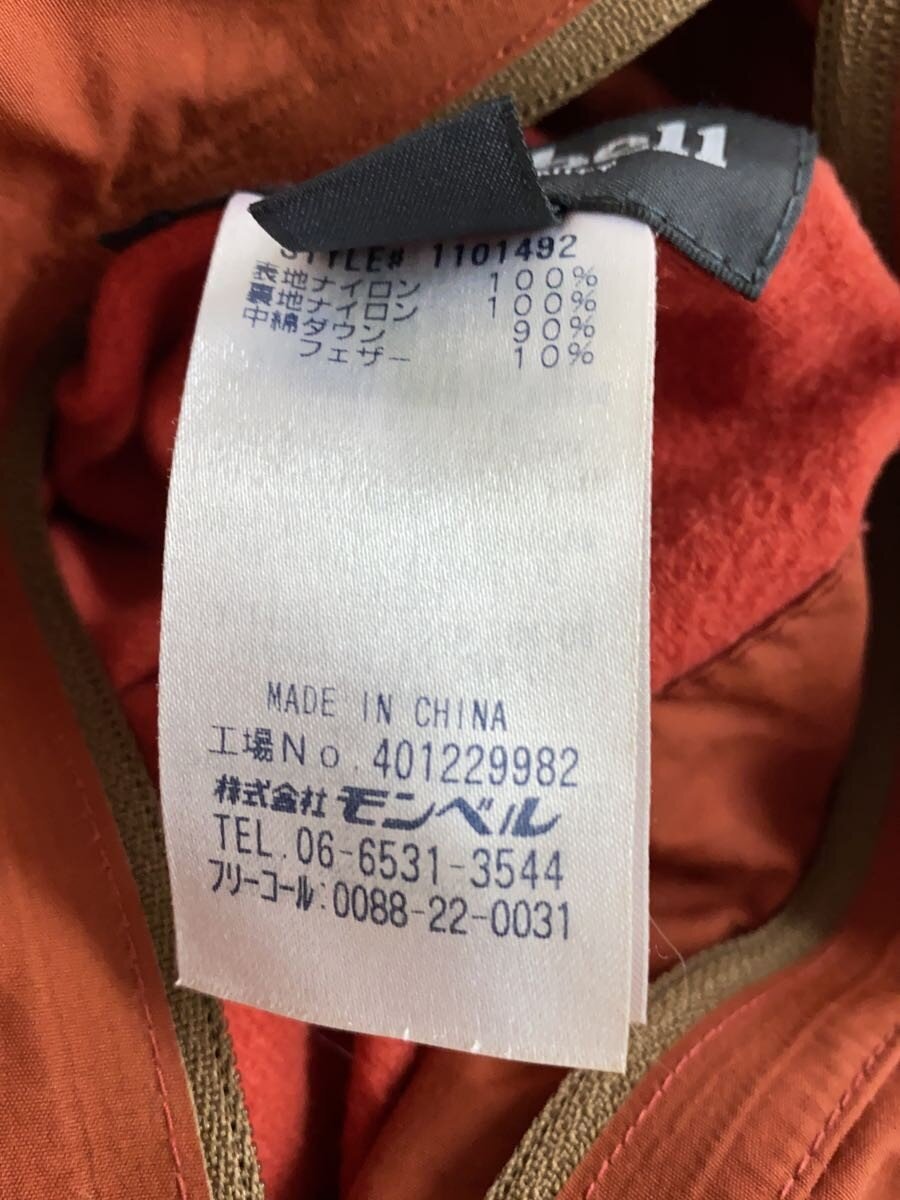 STYLE# 1101492
表地ナイロン 100%
裏地ナイロン 100%
中綿ダウン 90%
フェザー 10%
MADE IN CHINA
工場No. 401229982
株式会社モンベル
TEL. 06-6531-3544
フリーコール:0088-22-0031